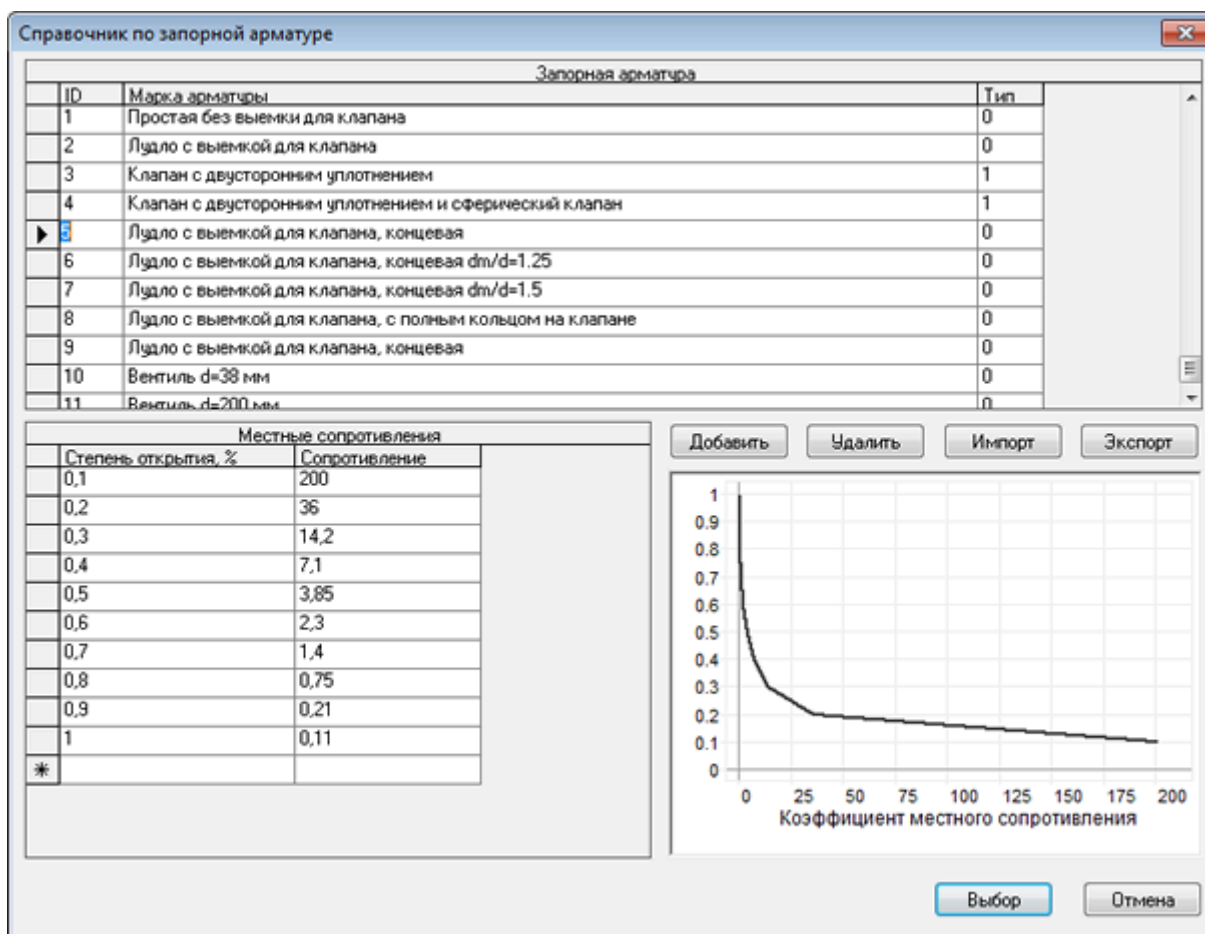 Справочник по запорной арматуре
Запорная арматура
ID Марка арматуры Тип
1 Простая без выемки для клапана 0
2 Лудло с выемкой для клапана 0
3 Клапан с двусторонним уплотнением 1
4 Клапан с двусторонним уплотнением и сферический клапан 1
5 Лудло с выемкой для клапана, концевая 0
6 Лудло с выемкой для клапана, концевая dm/d=1.25 0
7 Лудло с выемкой для клапана, концевая dm/d=1.5 0
8 Лудло с выемкой для клапана, с полным кольцом на клапане 0
9 Лудло с выемкой для клапана, концевая 0
10 Вентиль d=38 мм 0
11 Вентиль d=200 мм 0
Местные сопротивления
Степень открытия, % Сопротивление
0,1 200
0,2 36
0,3 14,2
0,4 7,1
0,5 3,85
0,6 2,3
0,7 1,4
0,8 0,75
0,9 0,21
1 0,11
Добавить Удалить Импорт Экспорт
1
0.9
0.8
0.7
0.6
0.5
0.4
0.3
0.2
0.1
0
0 25 50 75 100 125 150 175 200
Коэффициент местного сопротивления
Выбор Отмена